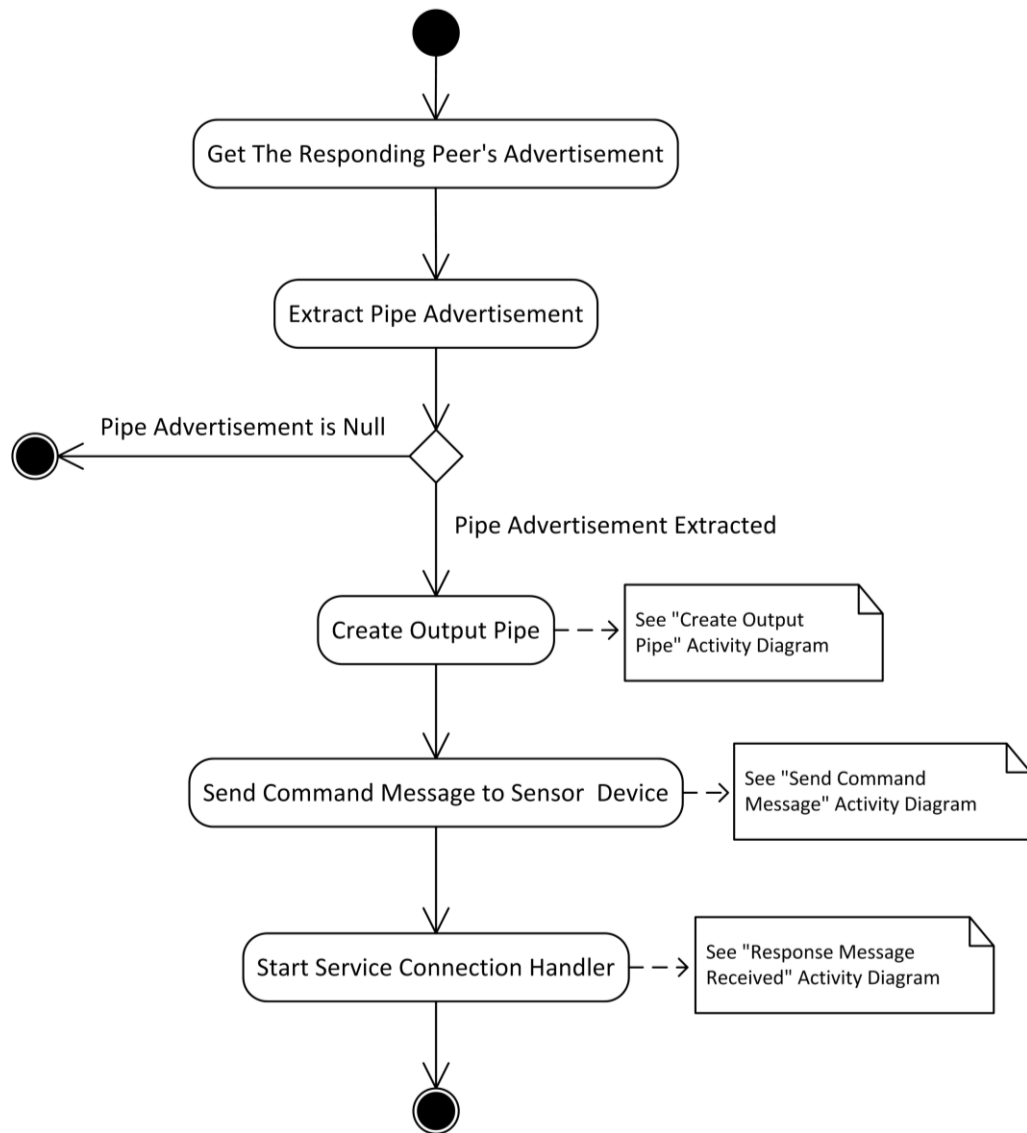 Get The Responding Peer's Advertisement
Extract Pipe Advertisement
Pipe Advertisement is Null
Pipe Advertisement Extracted
Create Output Pipe
See "Create Output
Pipe" Activity Diagram
Send Command Message to Sensor  Device
See "Send Command
Message" Activity Diagram
Start Service Connection Handler
See "Response Message
Received" Activity Diagram